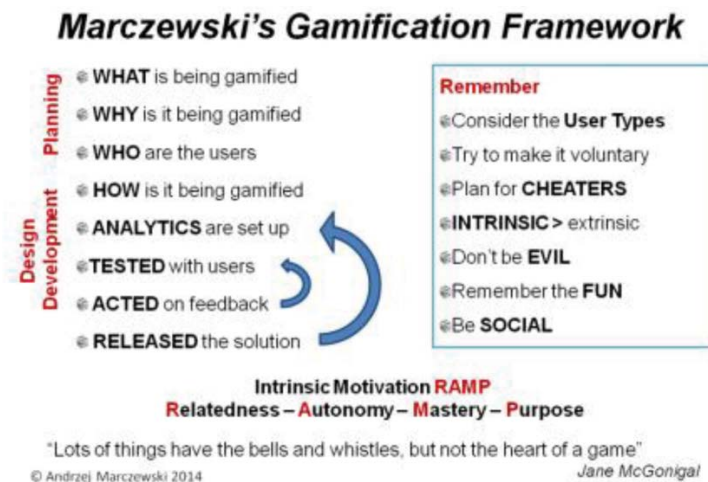 Marczewski's Gamification Framework
Planning
WHAT is being gamified
WHY is it being gamified
WHO are the users
Design
Development
HOW is it being gamified
ANALYTICS are set up
TESTED with users
ACTED on feedback
RELEASED the solution
Remember
Consider the User Types
Try to make it voluntary
Plan for CHEATERS
INTRINSIC > extrinsic
Don't be EVIL
Remember the FUN
Be SOCIAL
Intrinsic Motivation RAMP
Relatedness – Autonomy – Mastery – Purpose
"Lots of things have the bells and whistles, but not the heart of a game"
Jane McGonigal
© Andrzej Marczewski 2014